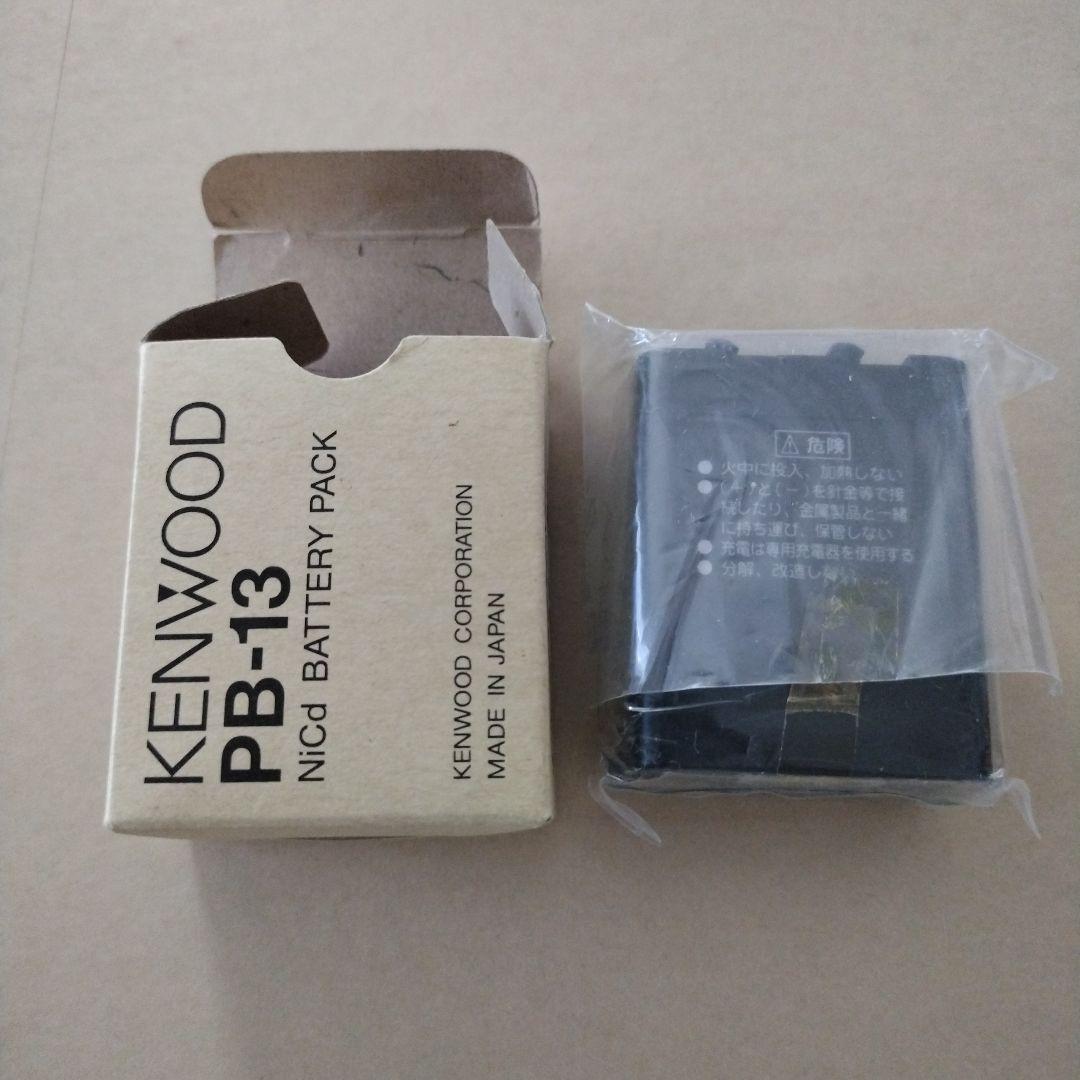 KENWOOD
PB-13
NiCd BATTERY PACK
KENWOOD CORPORATION
MADE IN JAPAN
⚠ 危険
● 火中に投入、加熱しない
● (+)と(−)を針金等で接
続したり、金属製品と一緒
に持ち運び、保管しない
● 充電は専用充電器を使用する
● 分解、改造しない